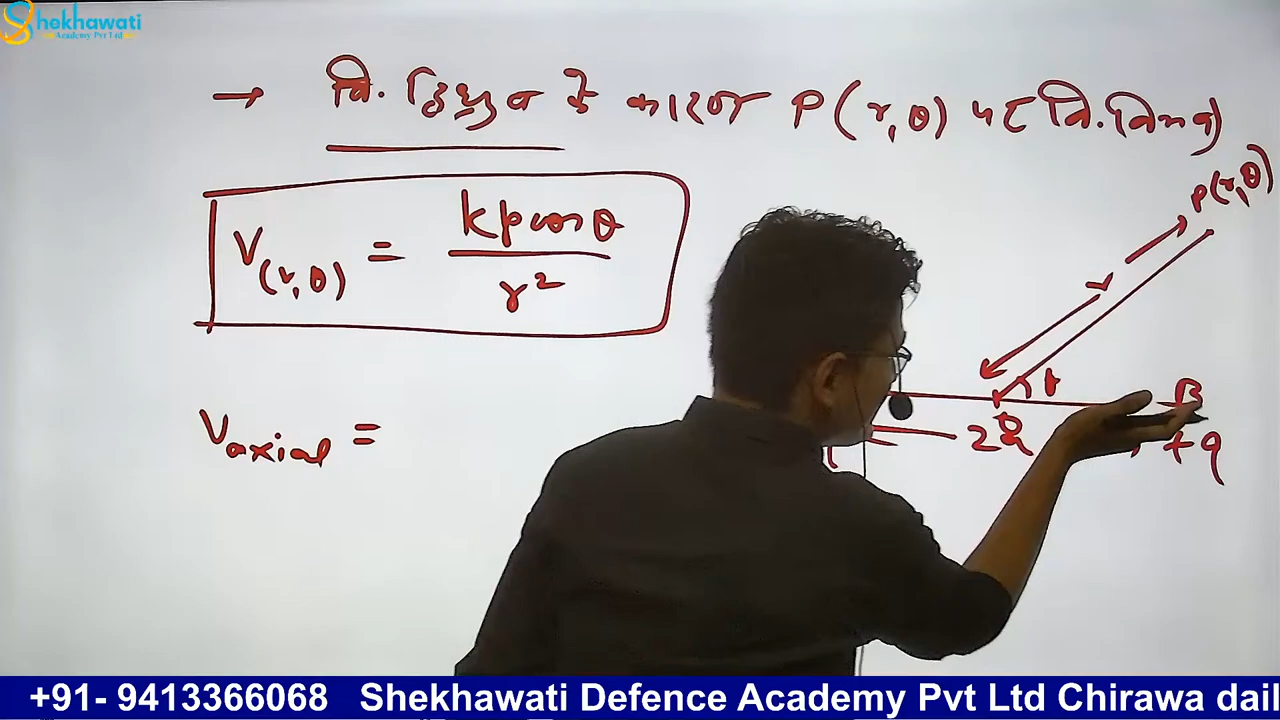 Shekhawati
Academy Pvt Ltd
→ वि. द्विध्रुव के कारण P(r,θ) पर वि.विभव)
P(r,θ)
V(r,θ) = kp cosθ / r²
r
θ
B
V axial =
2a
+q
+91- 9413366068 Shekhawati Defence Academy Pvt Ltd Chirawa dail